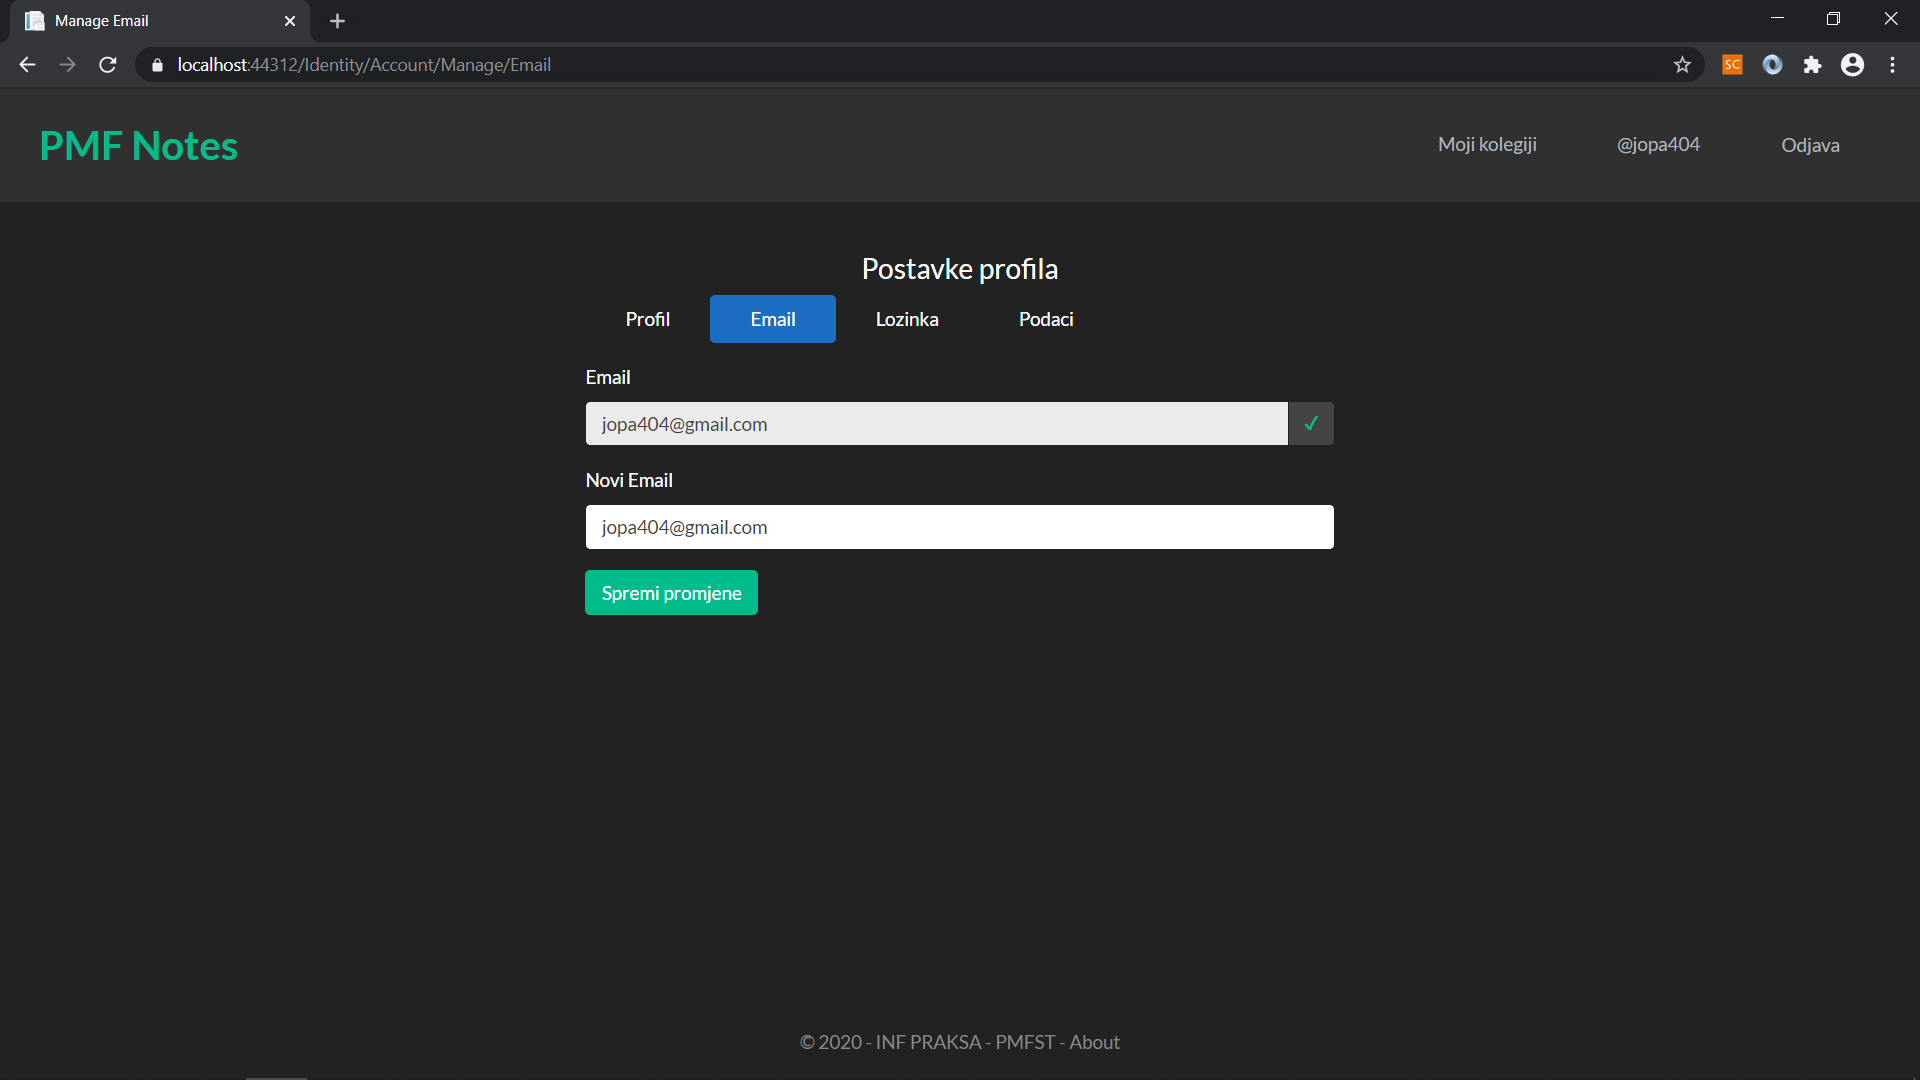 Manage Email
localhost:44312/Identity/Account/Manage/Email
SC
PMF Notes
Moji kolegiji
@jopa404
Odjava
Postavke profila
Profil
Email
Lozinka
Podaci
Email
jopa404@gmail.com
Novi Email
jopa404@gmail.com
Spremi promjene
© 2020 - INF PRAKSA - PMFST - About